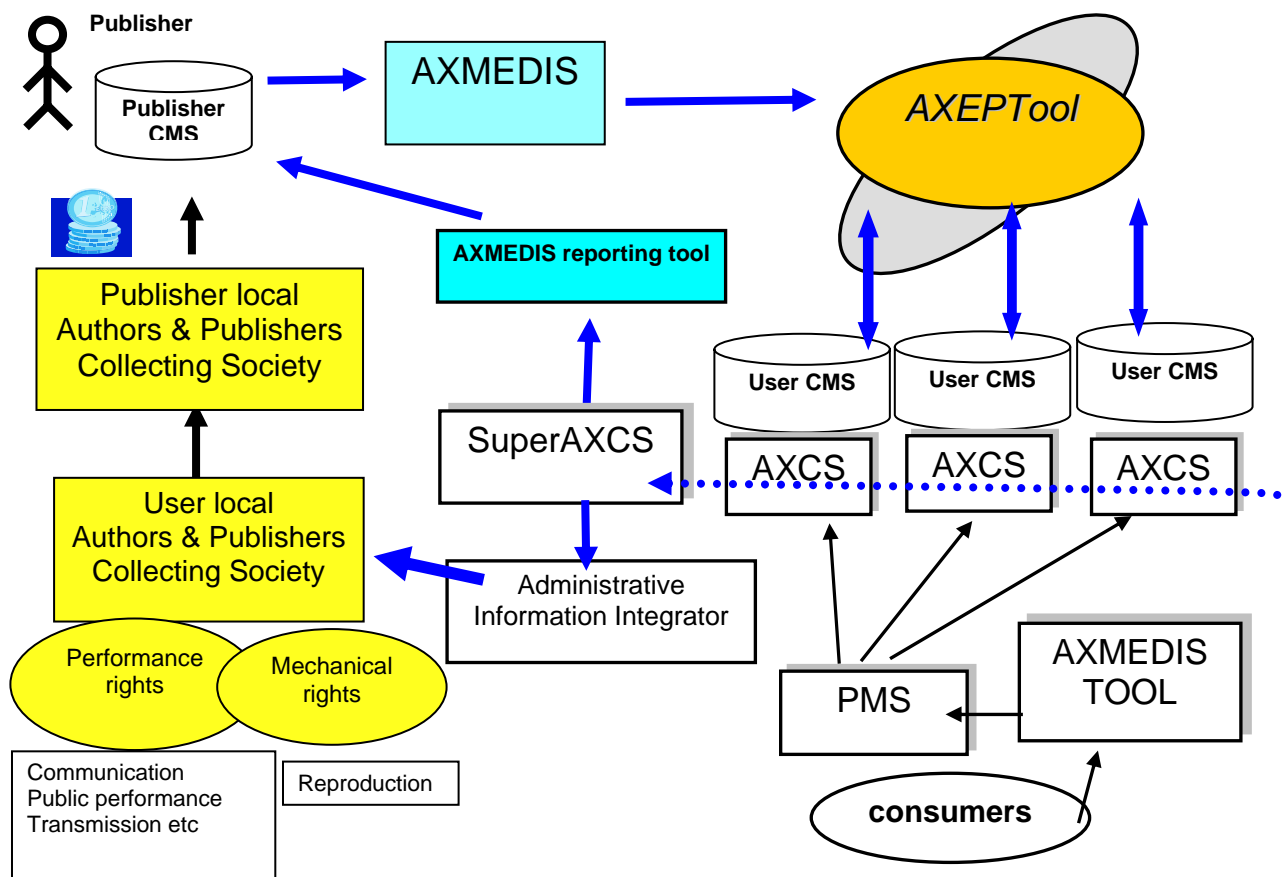 Publisher
Publisher
CMS
AXMEDIS
AXEPTool
AXMEDIS reporting tool
Publisher local
Authors & Publishers
Collecting Society
User CMS
User CMS
User CMS
SuperAXCS
AXCS
AXCS
AXCS
User local
Authors & Publishers
Collecting Society
Administrative
Information Integrator
Performance
rights
Mechanical
rights
AXMEDIS
TOOL
PMS
Communication
Public performance
Transmission etc
Reproduction
consumers